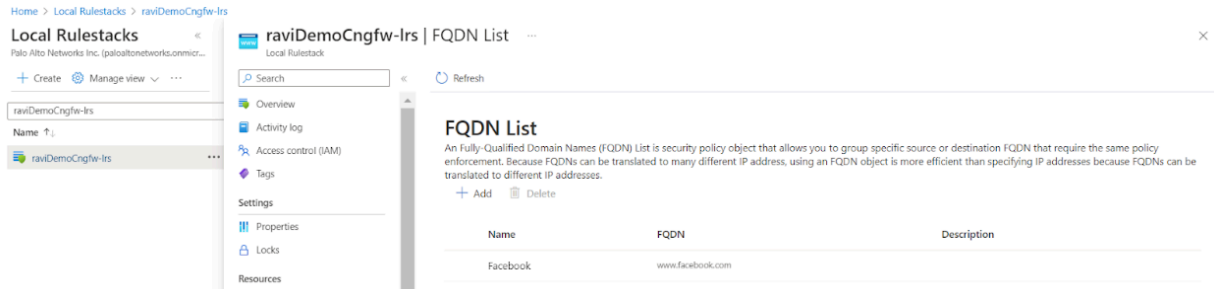 Home > Local Rulestacks > raviDemoCngfw-lrs
Local Rulestacks «
Palo Alto Networks Inc. (paloaltonetworks.onmicr...
+ Create Manage view ...
raviDemoCngfw-lrs
Name ↑↓
raviDemoCngfw-lrs ...
raviDemoCngfw-lrs | FQDN List ...
Local Rulestack
Search «
Overview
Activity log
Access control (IAM)
Tags
Settings
Properties
Locks
Resources
Refresh
FQDN List
An Fully-Qualified Domain Names (FQDN) List is security policy object that allows you to group specific source or destination FQDN that require the same policy
enforcement. Because FQDNs can be translated to many different IP address, using an FQDN object is more efficient than specifying IP addresses because FQDNs can be
translated to different IP addresses.
+ Add Delete
Name FQDN Description
Facebook www.facebook.com